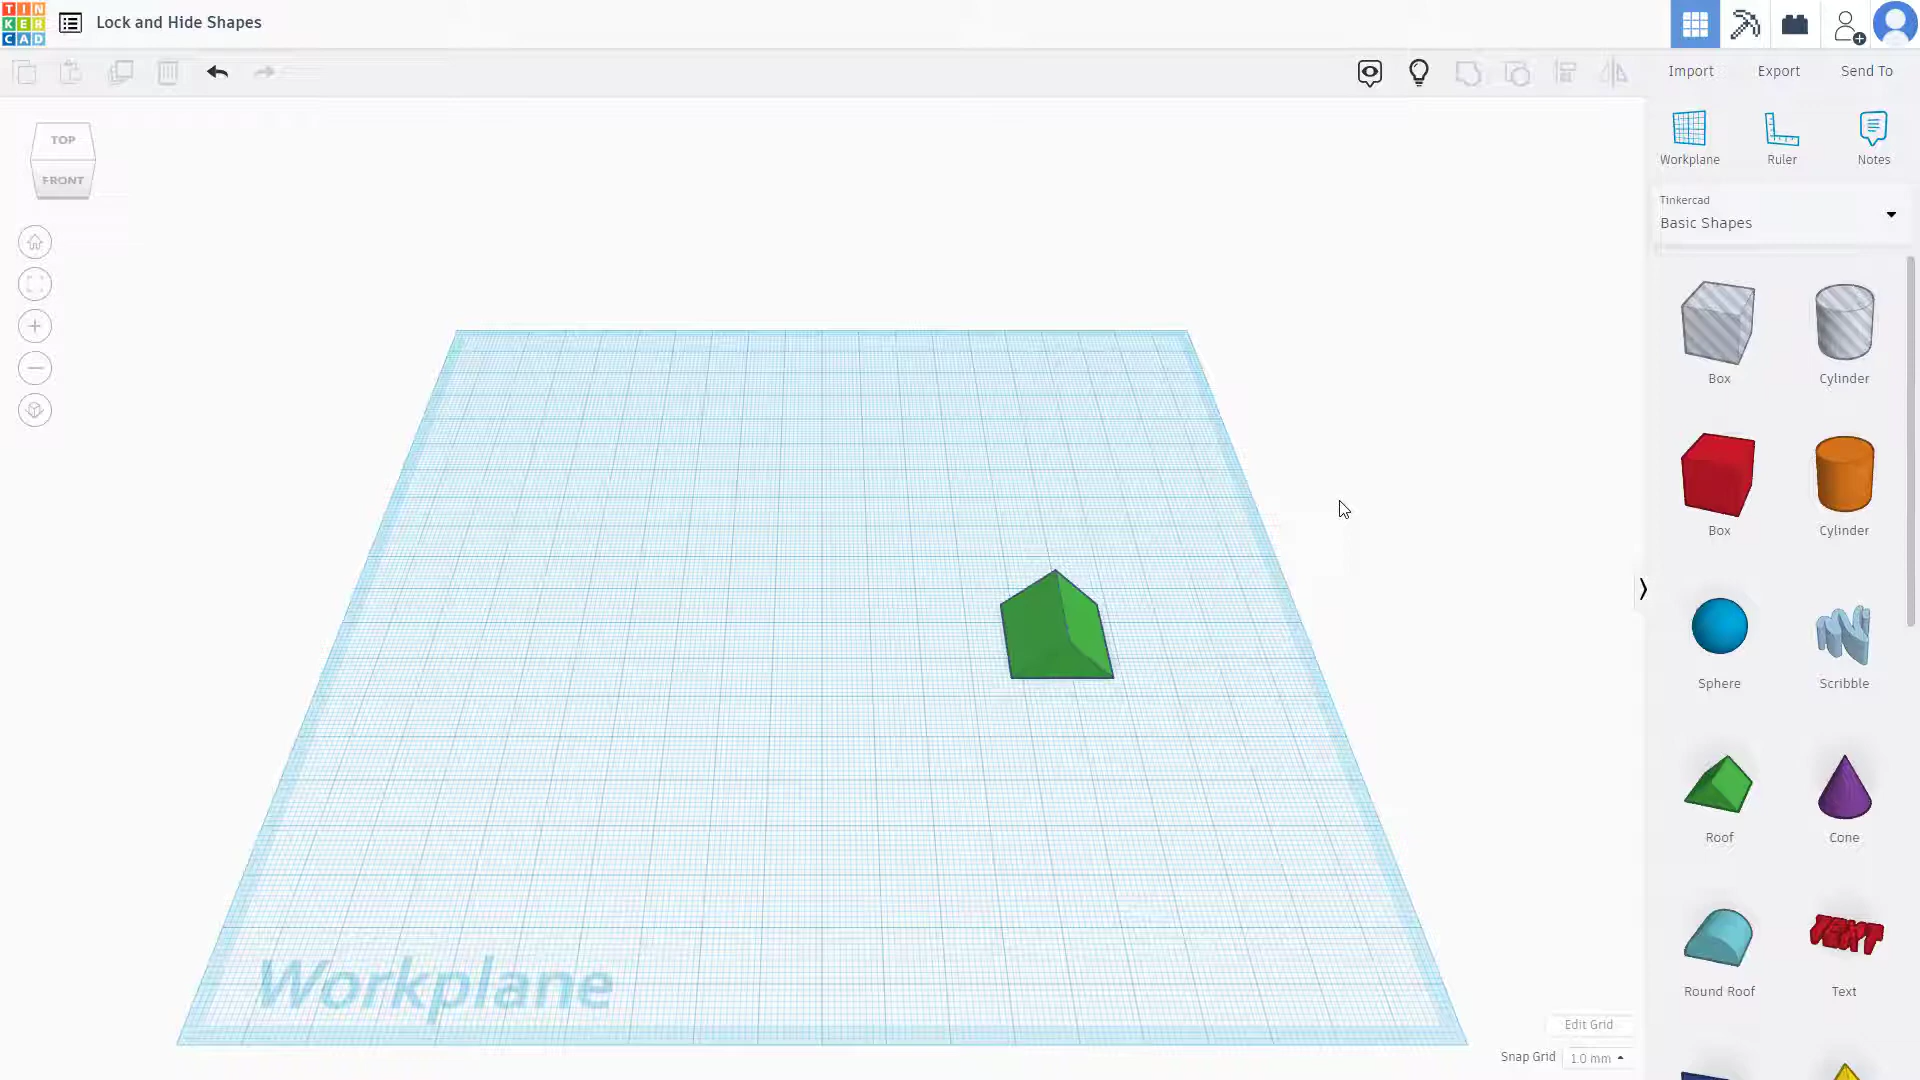 TIN
KER
CAD
Lock and Hide Shapes
Import
Export
Send To
TOP
FRONT
Workplane
Ruler
Notes
Tinkercad
Basic Shapes
Box
Cylinder
Box
Cylinder
Sphere
Scribble
Roof
Cone
Round Roof
TEXT
Text
Workplane
Edit Grid
Snap Grid
1.0 mm